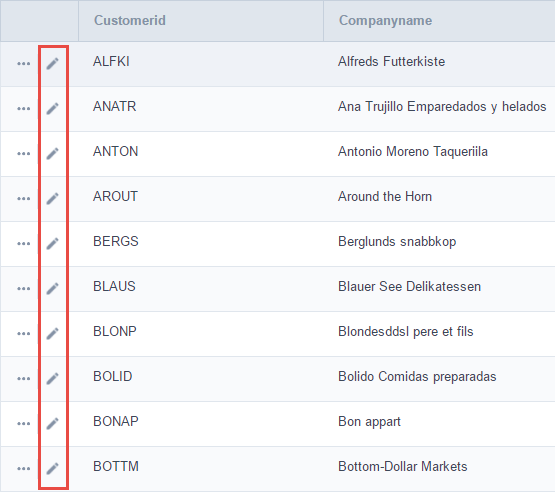 Customerid Companyname
ALFKI Alfreds Futterkiste
ANATR Ana Trujillo Emparedados y helados
ANTON Antonio Moreno Taqueriila
AROUT Around the Horn
BERGS Berglunds snabbkop
BLAUS Blauer See Delikatessen
BLONP Blondesddsl pere et fils
BOLID Bolido Comidas preparadas
BONAP Bon appart
BOTTM Bottom-Dollar Markets